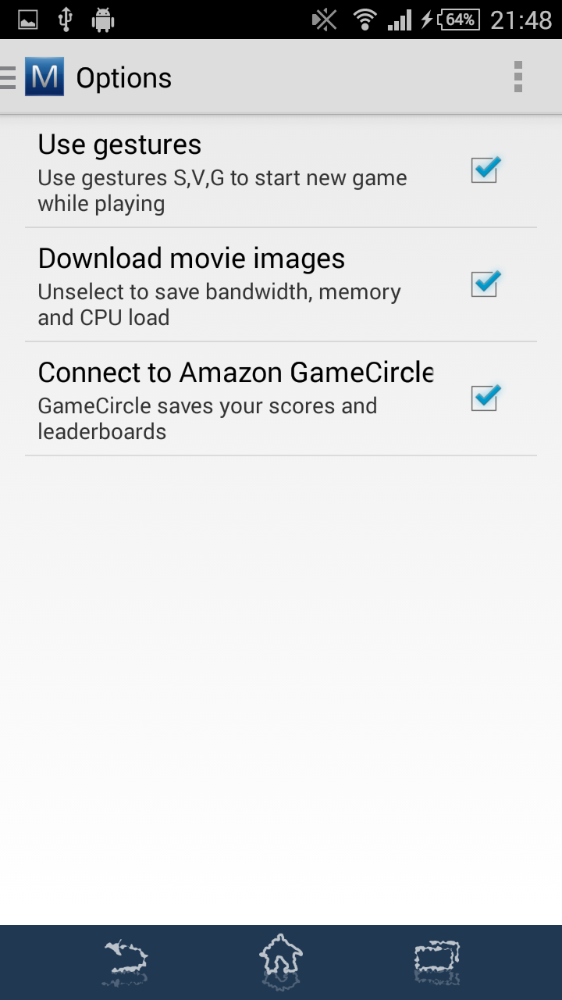 64% 21:48
M Options
Use gestures
Use gestures S,V,G to start new game
while playing
Download movie images
Unselect to save bandwidth, memory
and CPU load
Connect to Amazon GameCircle
GameCircle saves your scores and
leaderboards